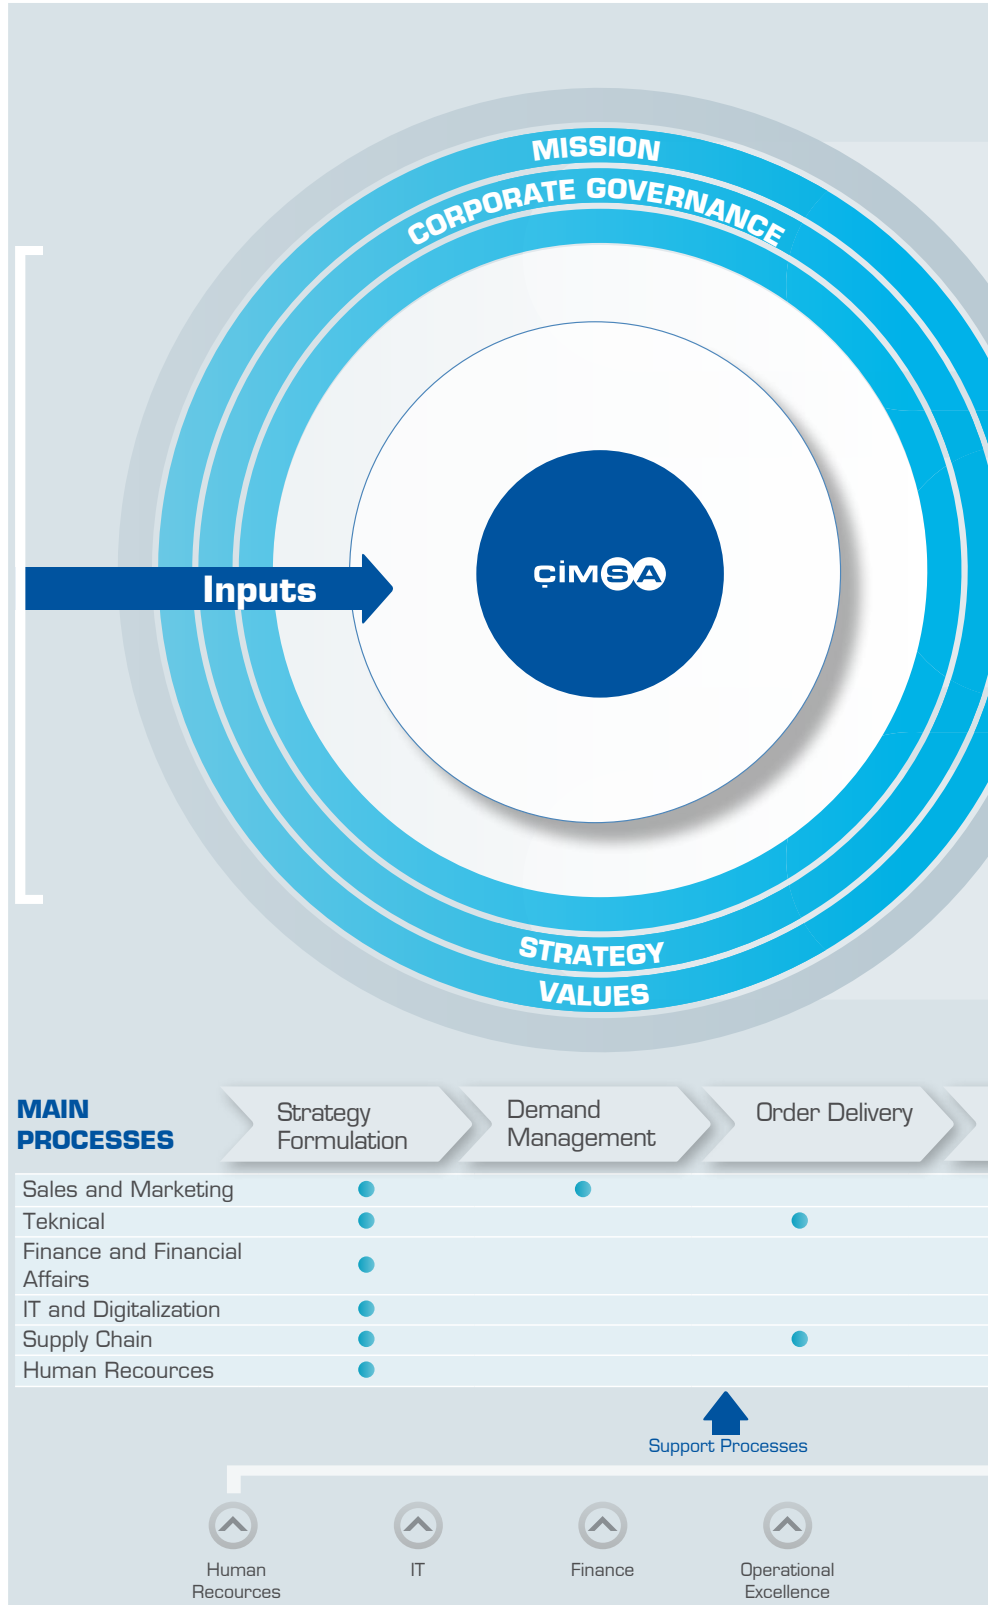 MISSION
CORPORATE GOVERNANCE
Inputs
ÇİMSA
STRATEGY
VALUES
MAIN
PROCESSES
Strategy
Formulation
Demand
Management
Order Delivery
Sales and Marketing
Teknical
Finance and Financial
Affairs
IT and Digitalization
Supply Chain
Human Recources
Support Processes
Human
Recources
IT
Finance
Operational
Excellence